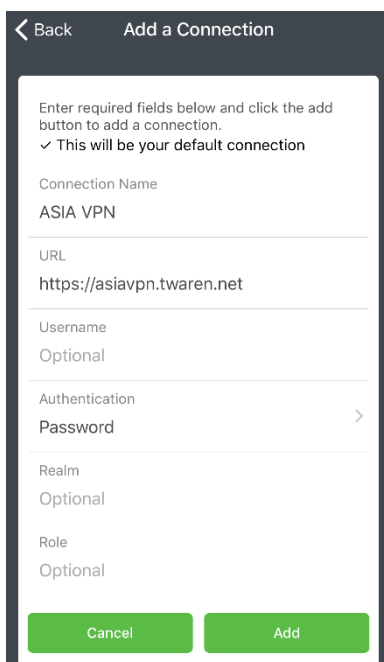 Back
Add a Connection
Enter required fields below and click the add
button to add a connection.
✓ This will be your default connection
Connection Name
ASIA VPN
URL
https://asiavpn.twaren.net
Username
Optional
Authentication
Password
Realm
Optional
Role
Optional
Cancel
Add